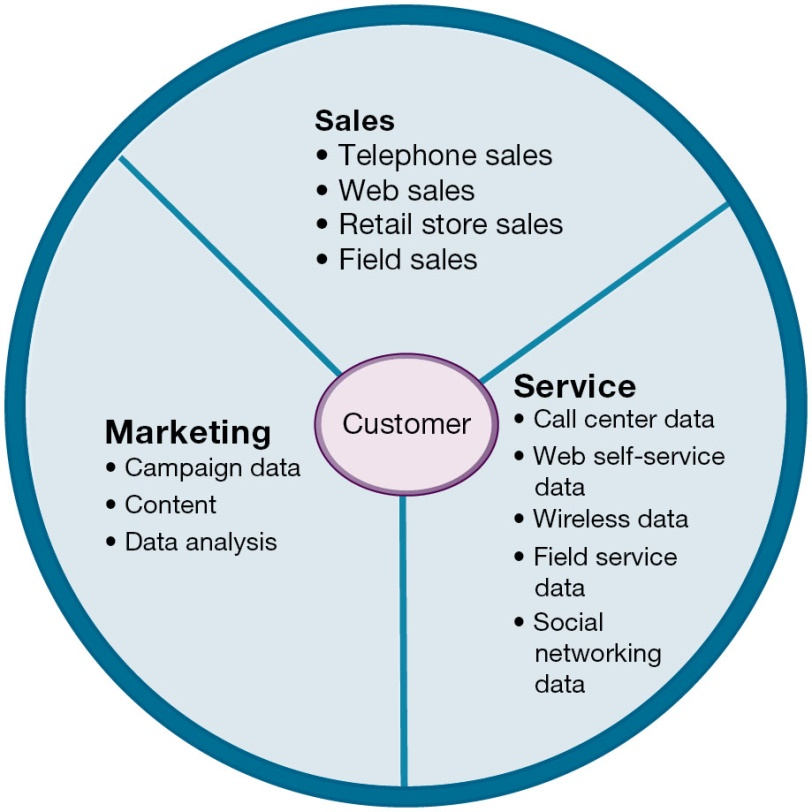 Sales
• Telephone sales
• Web sales
• Retail store sales
• Field sales
Customer
Service
• Call center data
• Web self-service
data
• Wireless data
• Field service
data
• Social
networking
data
Marketing
• Campaign data
• Content
• Data analysis